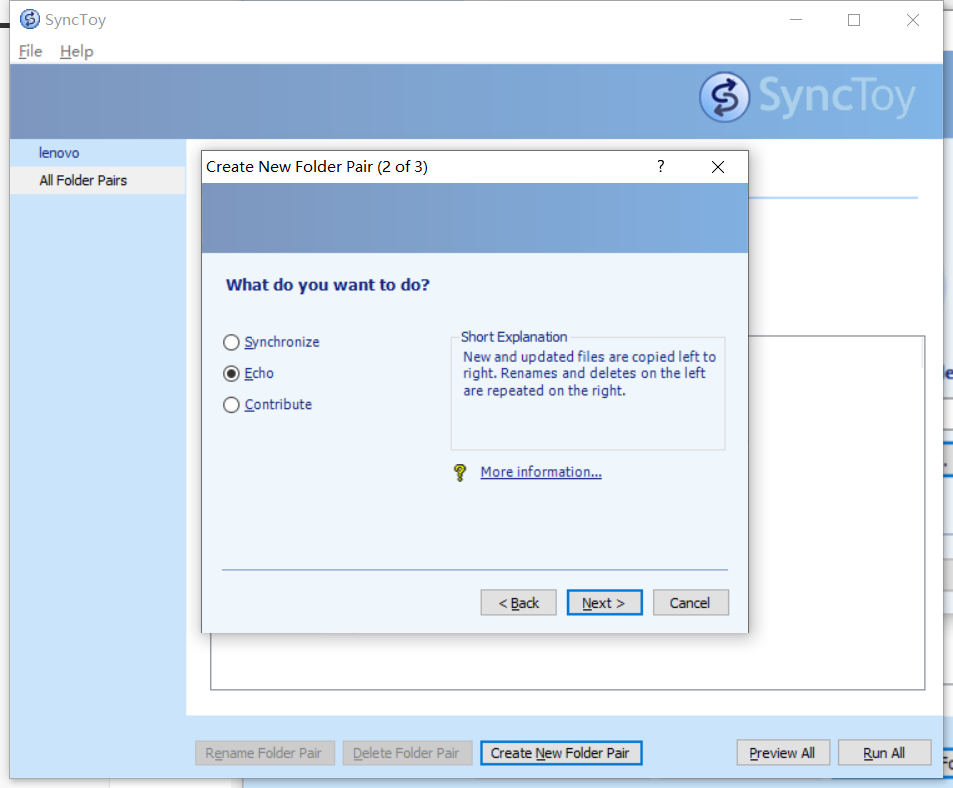 SyncToy
File Help
SyncToy
lenovo
All Folder Pairs
Create New Folder Pair (2 of 3)
?
What do you want to do?
Synchronize
Echo
Contribute
Short Explanation
New and updated files are copied left to
right. Renames and deletes on the left
are repeated on the right.
More information...
< Back
Next >
Cancel
Rename Folder Pair
Delete Folder Pair
Create New Folder Pair
Preview All
Run All